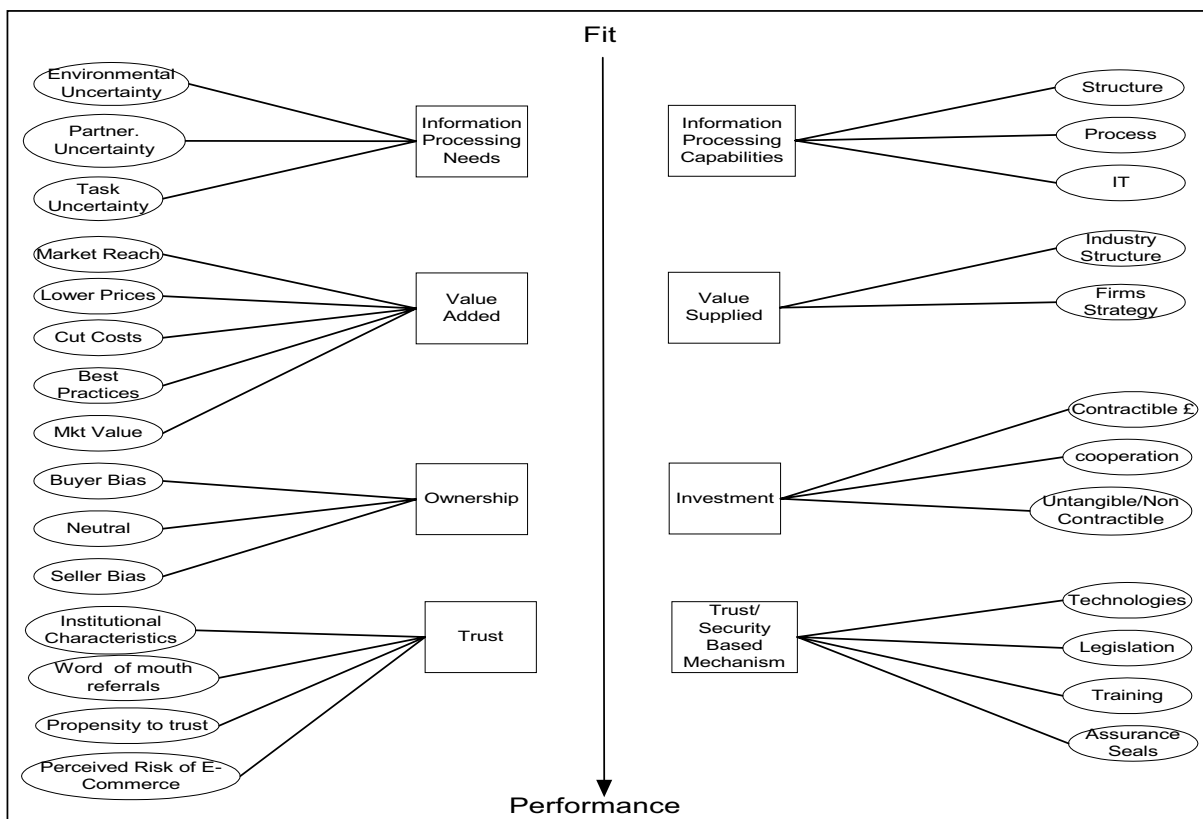 Fit
Environmental
Uncertainty
Partner.
Uncertainty
Task
Uncertainty
Information
Processing
Needs
Information
Processing
Capabilities
Structure
Process
IT
Market Reach
Lower Prices
Cut Costs
Best
Practices
Mkt Value
Value
Added
Value
Supplied
Industry
Structure
Firms
Strategy
Buyer Bias
Neutral
Seller Bias
Ownership
Investment
Contractible £
cooperation
Untangible/Non
Contractible
Institutional
Characteristics
Word of mouth
referrals
Propensity to trust
Perceived Risk of E-
Commerce
Trust
Trust/
Security
Based
Mechanism
Technologies
Legislation
Training
Assurance
Seals
Performance